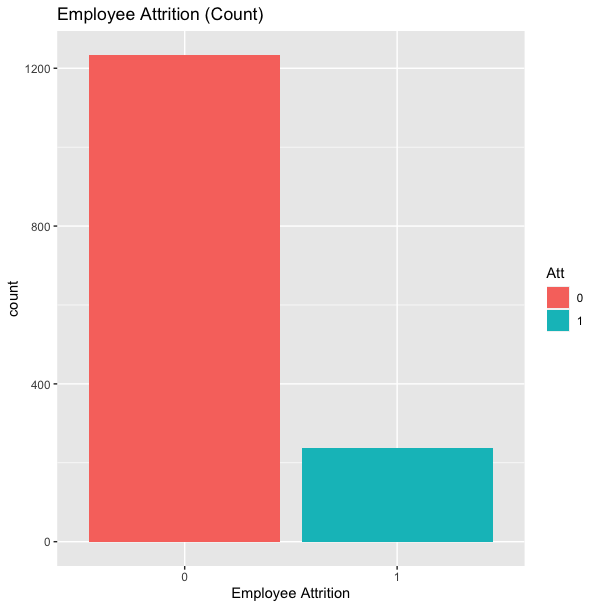 Employee Attrition (Count)
1200
800
400
0
count
0
1
Employee Attrition
Att
0
1